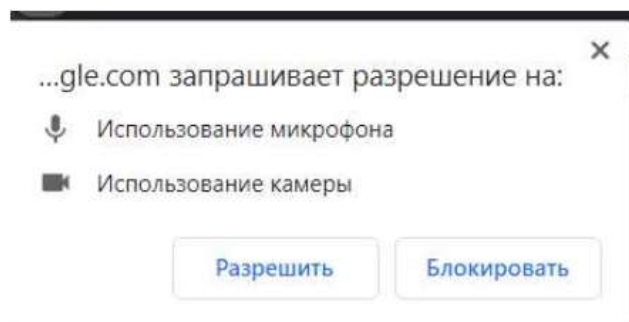 ...gle.com запрашивает разрешение на:
Использование микрофона
Использование камеры
Разрешить Блокировать